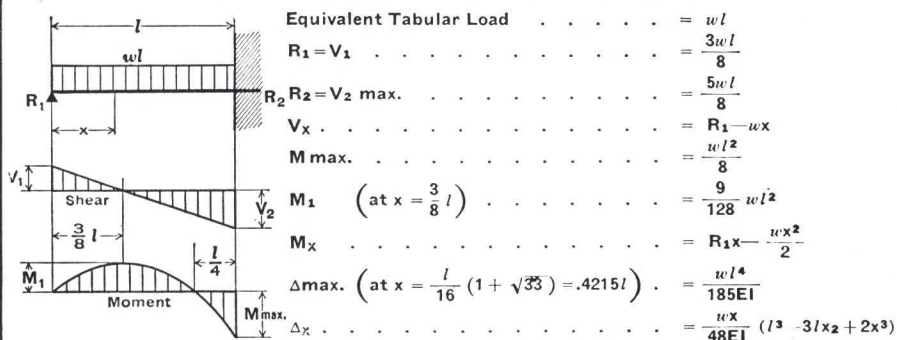 l
wl
R₁
R₂
x
V₁
Shear
V₂
3/8 l
l/4
M₁
Moment
M max.
Equivalent Tabular Load . . . . . = wl
R₁ = V₁ . . . . . . . . . . . = 3wl/8
R₂ = V₂ max. . . . . . . . . . = 5wl/8
Vx . . . . . . . . . . . . . = R₁—wx
M max. . . . . . . . . . . . = wl²/8
M₁ (at x = 3/8 l) . . . . . . . = 9/128 wl²
Mx . . . . . . . . . . . . = R₁x— wx²/2
Δmax. (at x = l/16 (1 + √33) = .4215l) . = wl⁴/185EI
Δx . . . . . . . . . . . . . = wx/48EI (l³ -3lx₂ + 2x³)